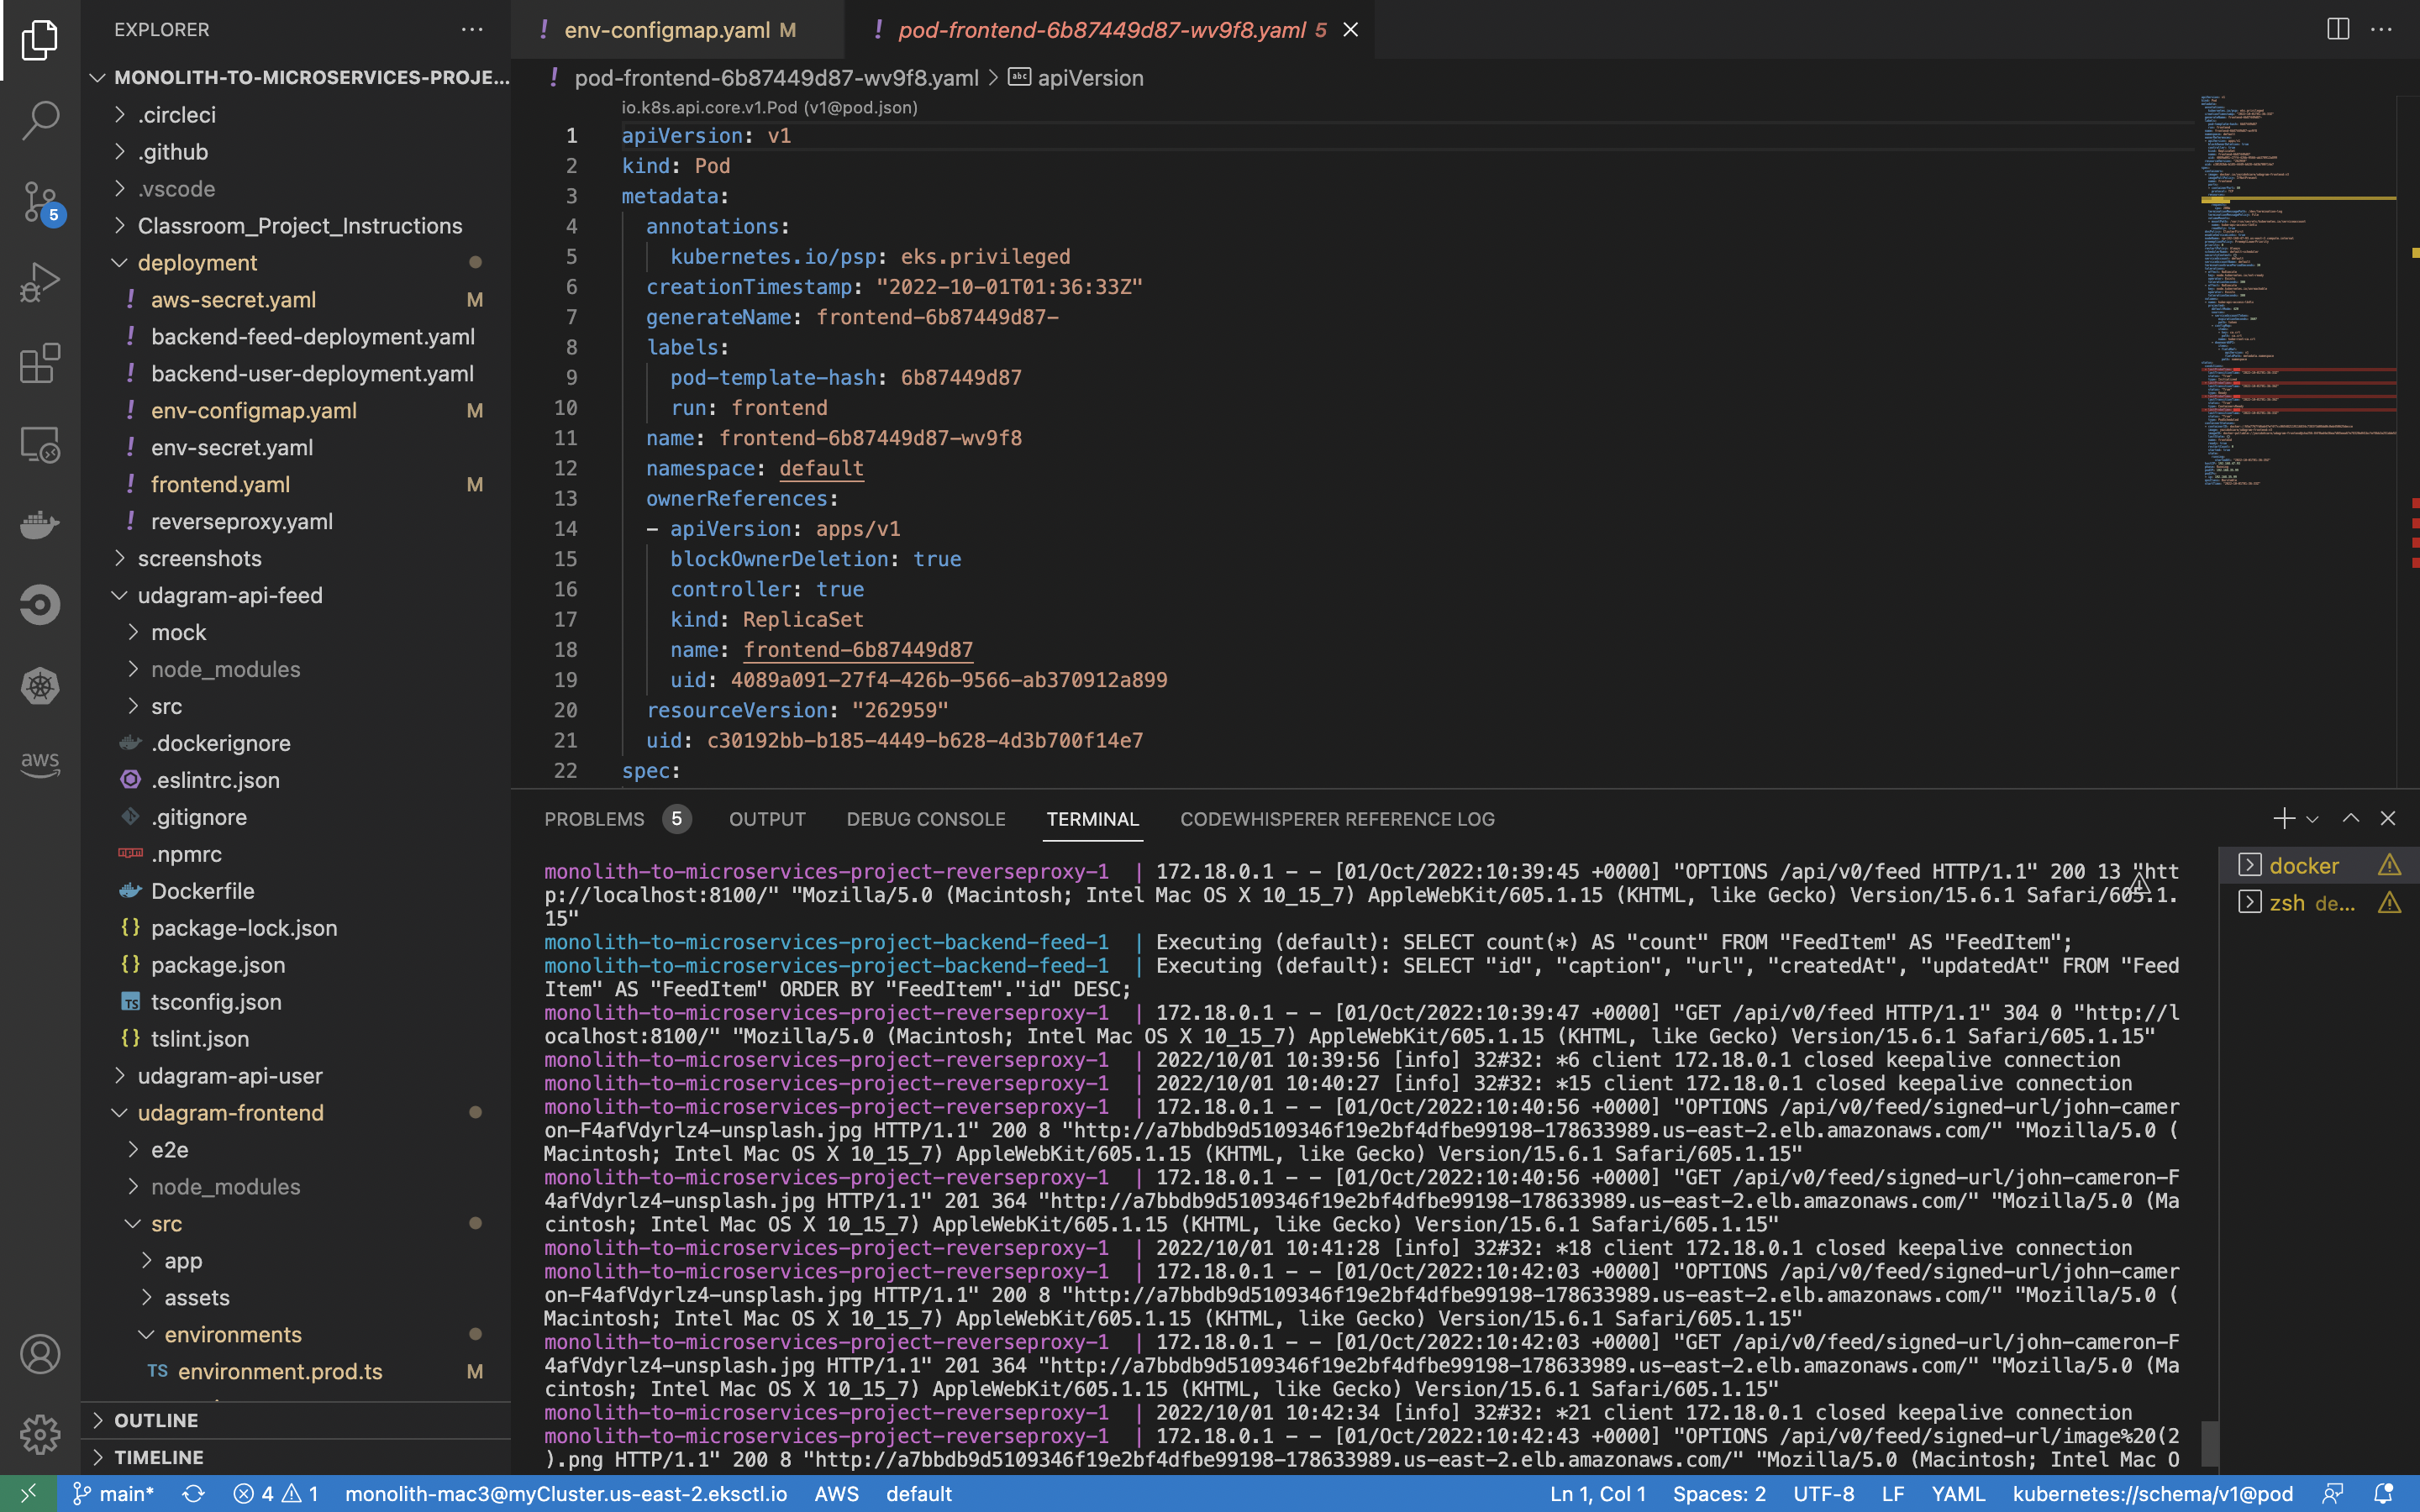 EXPLORER
MONOLITH-TO-MICROSERVICES-PROJE...
.circleci
.github
.vscode
Classroom_Project_Instructions
deployment
aws-secret.yaml M
backend-feed-deployment.yaml
backend-user-deployment.yaml
env-configmap.yaml M
env-secret.yaml
frontend.yaml M
reverseproxy.yaml
screenshots
udagram-api-feed
mock
node_modules
src
.dockerignore
.eslintrc.json
.gitignore
.npmrc
Dockerfile
package-lock.json
package.json
tsconfig.json
tslint.json
udagram-api-user
udagram-frontend
e2e
node_modules
src
app
assets
environments
TS environment.prod.ts M
OUTLINE
TIMELINE
5
aws
! env-configmap.yaml M
! pod-frontend-6b87449d87-wv9f8.yaml 5
! pod-frontend-6b87449d87-wv9f8.yaml > abc apiVersion
io.k8s.api.core.v1.Pod (v1@pod.json)
1 apiVersion: v1
2 kind: Pod
3 metadata:
4 annotations:
5 kubernetes.io/psp: eks.privileged
6 creationTimestamp: "2022-10-01T01:36:33Z"
7 generateName: frontend-6b87449d87-
8 labels:
9 pod-template-hash: 6b87449d87
10 run: frontend
11 name: frontend-6b87449d87-wv9f8
12 namespace: default
13 ownerReferences:
14 - apiVersion: apps/v1
15 blockOwnerDeletion: true
16 controller: true
17 kind: ReplicaSet
18 name: frontend-6b87449d87
19 uid: 4089a091-27f4-426b-9566-ab370912a899
20 resourceVersion: "262959"
21 uid: c30192bb-b185-4449-b628-4d3b700f14e7
22 spec:
PROBLEMS 5 OUTPUT DEBUG CONSOLE TERMINAL CODEWHISPERER REFERENCE LOG
monolith-to-microservices-project-reverseproxy-1 | 172.18.0.1 - - [01/Oct/2022:10:39:45 +0000] "OPTIONS /api/v0/feed HTTP/1.1" 200 13 "htt
p://localhost:8100/" "Mozilla/5.0 (Macintosh; Intel Mac OS X 10_15_7) AppleWebKit/605.1.15 (KHTML, like Gecko) Version/15.6.1 Safari/605.1.
15"
monolith-to-microservices-project-backend-feed-1 | Executing (default): SELECT count(*) AS "count" FROM "FeedItem" AS "FeedItem";
monolith-to-microservices-project-backend-feed-1 | Executing (default): SELECT "id", "caption", "url", "createdAt", "updatedAt" FROM "Feed
Item" AS "FeedItem" ORDER BY "FeedItem"."id" DESC;
monolith-to-microservices-project-reverseproxy-1 | 172.18.0.1 - - [01/Oct/2022:10:39:47 +0000] "GET /api/v0/feed HTTP/1.1" 304 0 "http://l
ocalhost:8100/" "Mozilla/5.0 (Macintosh; Intel Mac OS X 10_15_7) AppleWebKit/605.1.15 (KHTML, like Gecko) Version/15.6.1 Safari/605.1.15"
monolith-to-microservices-project-reverseproxy-1 | 2022/10/01 10:39:56 [info] 32#32: *6 client 172.18.0.1 closed keepalive connection
monolith-to-microservices-project-reverseproxy-1 | 2022/10/01 10:40:27 [info] 32#32: *15 client 172.18.0.1 closed keepalive connection
monolith-to-microservices-project-reverseproxy-1 | 172.18.0.1 - - [01/Oct/2022:10:40:56 +0000] "OPTIONS /api/v0/feed/signed-url/john-camer
on-F4afVdyrlz4-unsplash.jpg HTTP/1.1" 200 8 "http://a7bbdb9d5109346f19e2bf4dfbe99198-178633989.us-east-2.elb.amazonaws.com/" "Mozilla/5.0 (
Macintosh; Intel Mac OS X 10_15_7) AppleWebKit/605.1.15 (KHTML, like Gecko) Version/15.6.1 Safari/605.1.15"
monolith-to-microservices-project-reverseproxy-1 | 172.18.0.1 - - [01/Oct/2022:10:40:56 +0000] "GET /api/v0/feed/signed-url/john-cameron-F
4afVdyrlz4-unsplash.jpg HTTP/1.1" 201 364 "http://a7bbdb9d5109346f19e2bf4dfbe99198-178633989.us-east-2.elb.amazonaws.com/" "Mozilla/5.0 (Ma
cintosh; Intel Mac OS X 10_15_7) AppleWebKit/605.1.15 (KHTML, like Gecko) Version/15.6.1 Safari/605.1.15"
monolith-to-microservices-project-reverseproxy-1 | 2022/10/01 10:41:28 [info] 32#32: *18 client 172.18.0.1 closed keepalive connection
monolith-to-microservices-project-reverseproxy-1 | 172.18.0.1 - - [01/Oct/2022:10:42:03 +0000] "OPTIONS /api/v0/feed/signed-url/john-camer
on-F4afVdyrlz4-unsplash.jpg HTTP/1.1" 200 8 "http://a7bbdb9d5109346f19e2bf4dfbe99198-178633989.us-east-2.elb.amazonaws.com/" "Mozilla/5.0 (
Macintosh; Intel Mac OS X 10_15_7) AppleWebKit/605.1.15 (KHTML, like Gecko) Version/15.6.1 Safari/605.1.15"
monolith-to-microservices-project-reverseproxy-1 | 172.18.0.1 - - [01/Oct/2022:10:42:03 +0000] "GET /api/v0/feed/signed-url/john-cameron-F
4afVdyrlz4-unsplash.jpg HTTP/1.1" 201 364 "http://a7bbdb9d5109346f19e2bf4dfbe99198-178633989.us-east-2.elb.amazonaws.com/" "Mozilla/5.0 (Ma
cintosh; Intel Mac OS X 10_15_7) AppleWebKit/605.1.15 (KHTML, like Gecko) Version/15.6.1 Safari/605.1.15"
monolith-to-microservices-project-reverseproxy-1 | 2022/10/01 10:42:34 [info] 32#32: *21 client 172.18.0.1 closed keepalive connection
monolith-to-microservices-project-reverseproxy-1 | 172.18.0.1 - - [01/Oct/2022:10:42:43 +0000] "OPTIONS /api/v0/feed/signed-url/image%20(2
).png HTTP/1.1" 200 8 "http://a7bbdb9d5109346f19e2bf4dfbe99198-178633989.us-east-2.elb.amazonaws.com/" "Mozilla/5.0 (Macintosh; Intel Mac O
docker
zsh de...
main* 4 1 monolith-mac3@myCluster.us-east-2.eksctl.io AWS default Ln 1, Col 1 Spaces: 2 UTF-8 LF YAML kubernetes://schema/v1@pod